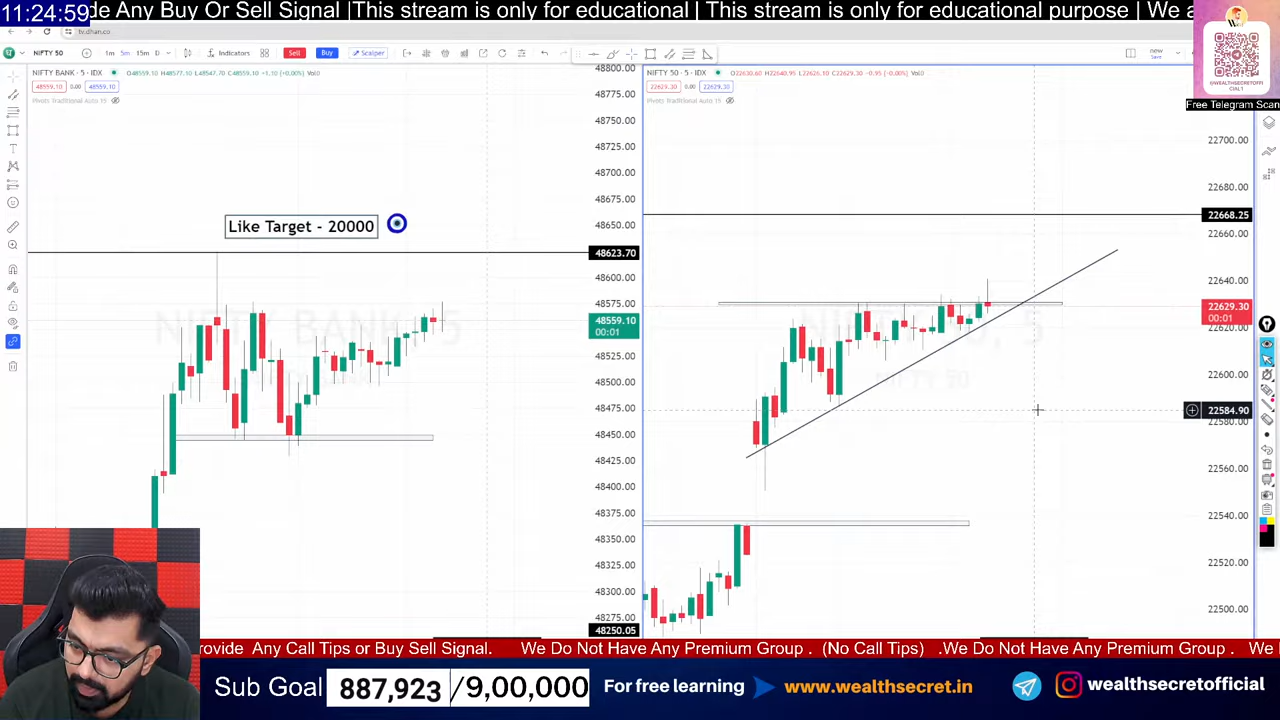 11:24:59
de Any Buy Or Sell Signal |This stream is only for educational | This stream is only for educational purpose | We a
tv.dhan.co
NIFTY 50
1m 5m 15m D
Indicators
Sell
Buy
Scalper
new
Save
@WEALTHSECRETOFFI
CIAL1
Free Telegram Scan
NIFTY BANK · 5 · IDX
O48559.10 H48577.10 L48547.70 C48559.10 +1.10 (+0.00%) Vol0
48559.10 0.00 48559.10
Pivots Traditional Auto 15
NIFTY 50 · 5 · IDX
O22630.60 H22640.95 L22626.10 C22629.30 -0.95 (-0.00%) Vol0
22629.30 0.00 22629.30
Pivots Traditional Auto 15
Like Target - 20000
48800.00
48775.00
48750.00
48725.00
48700.00
48675.00
48650.00
48623.70
48600.00
48575.00
48559.10
00:01
48525.00
48500.00
48475.00
48450.00
48425.00
48400.00
48375.00
48350.00
48325.00
48300.00
48275.00
48250.05
22700.00
22680.00
22668.25
22660.00
22640.00
22629.30
00:01
22620.00
22600.00
22584.90
22580.00
22560.00
22540.00
22520.00
22500.00
rovide Any Call Tips or Buy Sell Signal. We Do Not Have Any Premium Group . (No Call Tips) .We Do Not Have Any Premium Group . We
Sub Goal 887,923 /9,00,000
For free learning www.wealthsecret.in
wealthsecretofficial